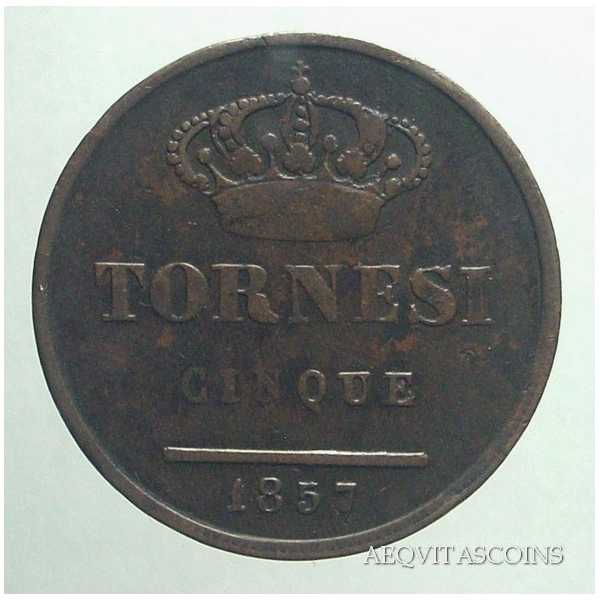 TORNESI
CINQUE
1857
AEQVITASCOINS